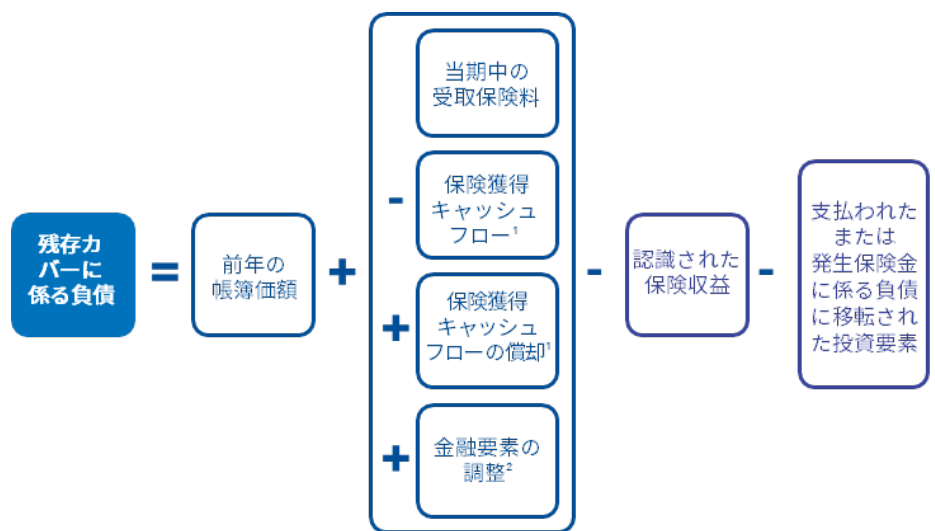 残存カ
バーに
係る負債
=
前年の
帳簿価額
+
当期中の
受取保険料
-
保険獲得
キャッシュ
フロー¹
+
保険獲得
キャッシュ
フローの償却¹
+
金融要素の
調整²
-
認識された
保険収益
-
支払われた
または
発生保険金
に係る負債
に移転され
た投資要素